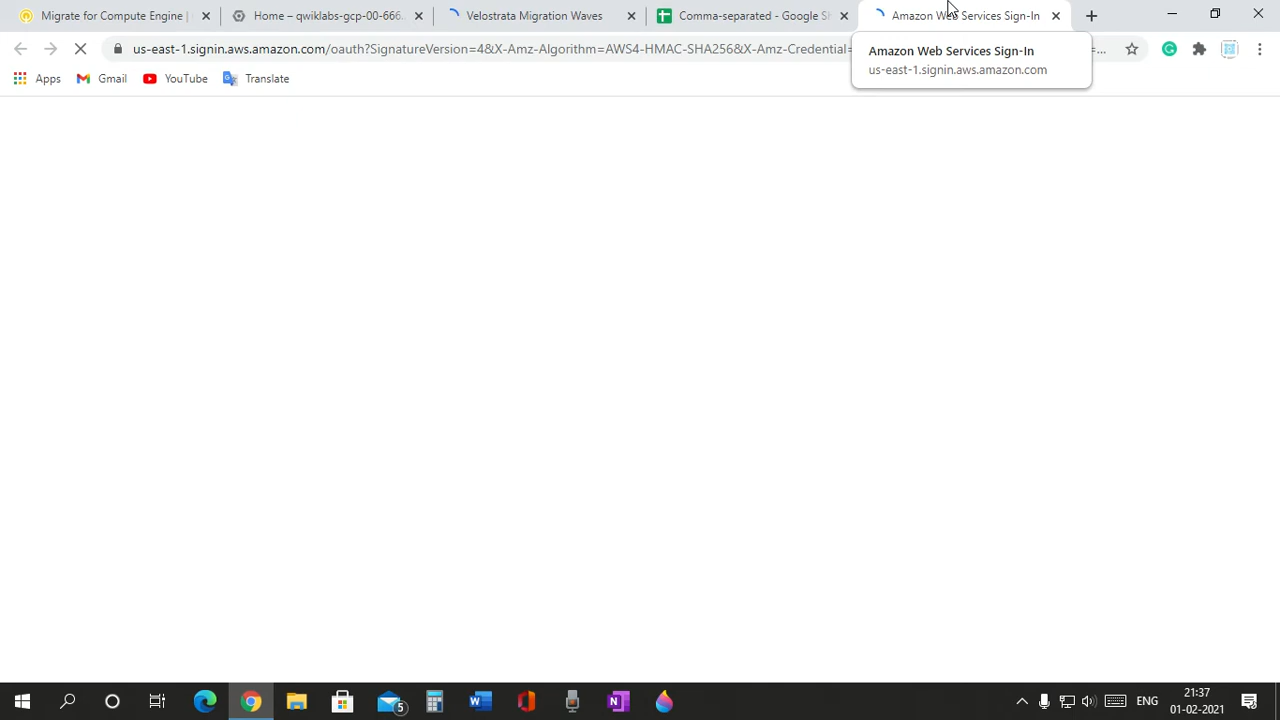 Migrate for Compute Engine |
Home – qwiklabs-gcp-00-66
Velostrata Migration Waves
Comma-separated - Google Sh
Amazon Web Services Sign-In
us-east-1.signin.aws.amazon.com/oauth?SignatureVersion=4&X-Amz-Algorithm=AWS4-HMAC-SHA256&X-Amz-Credential=
=...
Amazon Web Services Sign-In
us-east-1.signin.aws.amazon.com
Apps
Gmail
YouTube
Translate
5
ENG
21:37
01-02-2021